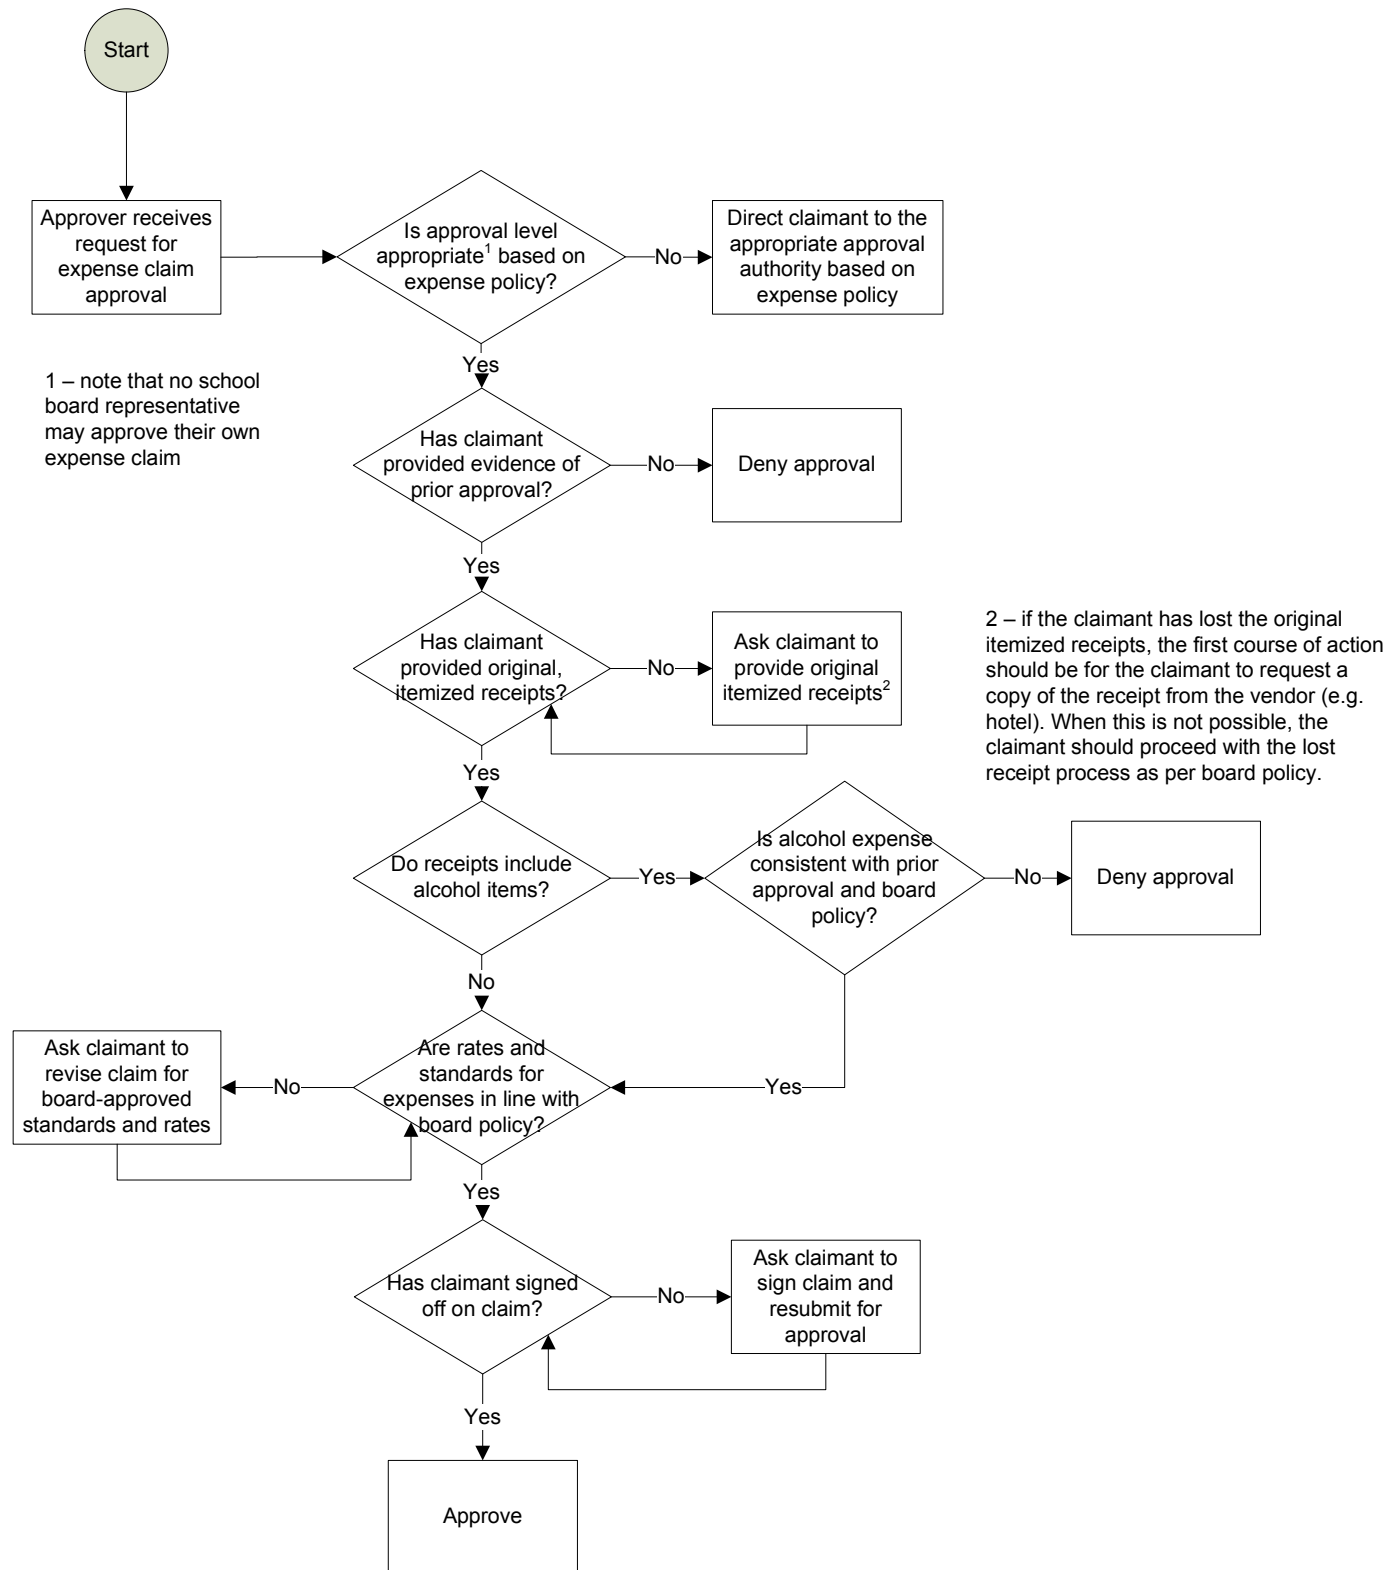 Start
Approver receives
request for
expense claim
approval
Is approval level
appropriate¹ based on
expense policy?
No
Direct claimant to the
appropriate approval
authority based on
expense policy
Yes
1 – note that no school
board representative
may approve their own
expense claim
Has claimant
provided evidence of
prior approval?
No
Deny approval
Yes
Has claimant
provided original,
itemized receipts?
No
Ask claimant to
provide original
itemized receipts²
2 – if the claimant has lost the original
itemized receipts, the first course of action
should be for the claimant to request a
copy of the receipt from the vendor (e.g.
hotel). When this is not possible, the
claimant should proceed with the lost
receipt process as per board policy.
Yes
Do receipts include
alcohol items?
Yes
Is alcohol expense
consistent with prior
approval and board
policy?
No
Deny approval
No
Ask claimant to
revise claim for
board-approved
standards and rates
No
Are rates and
standards for
expenses in line with
board policy?
Yes
Yes
Has claimant signed
off on claim?
No
Ask claimant to
sign claim and
resubmit for
approval
Yes
Approve